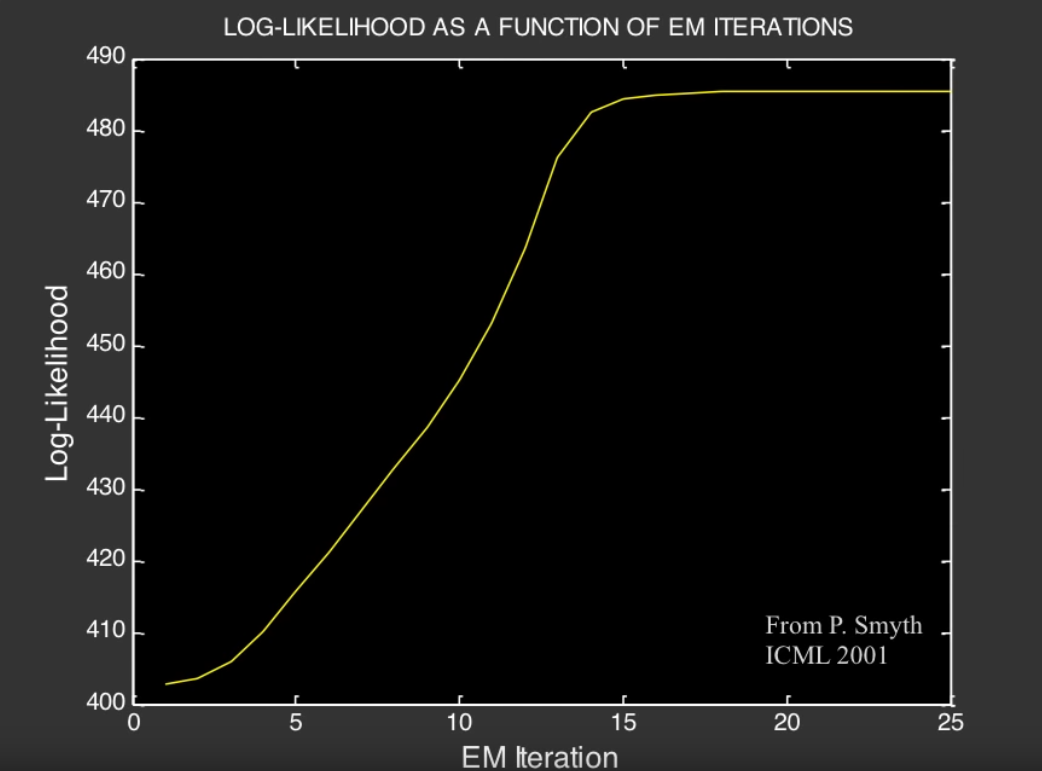 LOG-LIKELIHOOD AS A FUNCTION OF EM ITERATIONS
490
480
470
460
450
440
430
420
410
400
Log-Likelihood
From P. Smyth
ICML 2001
0 5 10 15 20 25
EM Iteration